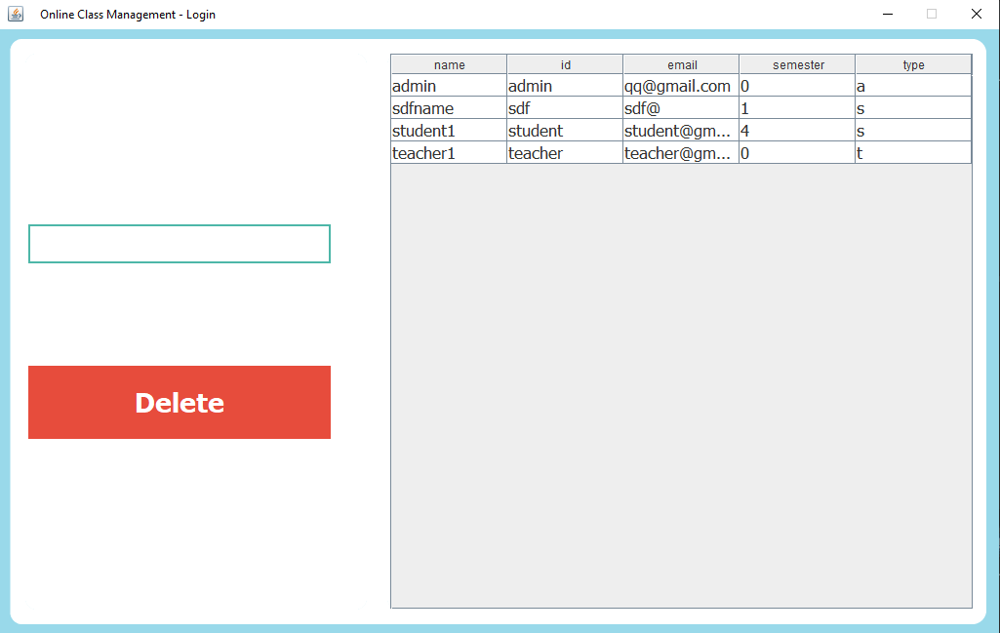 Online Class Management - Login
name id email semester type
admin admin qq@gmail.com 0 a
sdfname sdf sdf@ 1 s
student1 student student@gm... 4 s
teacher1 teacher teacher@gm... 0 t
Delete